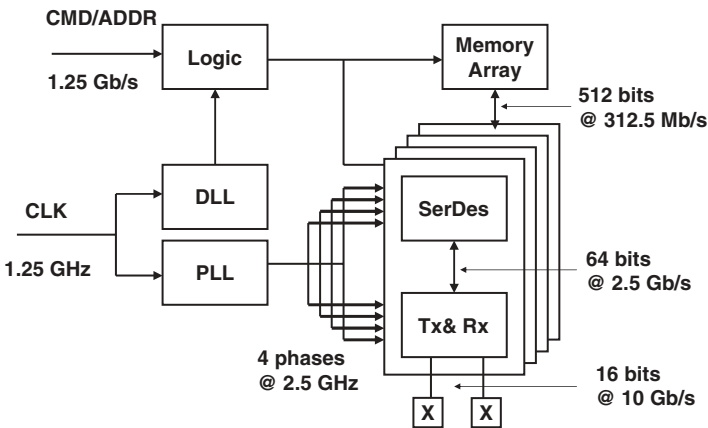 CMD/ADDR
1.25 Gb/s
Logic
Memory
Array
512 bits
@ 312.5 Mb/s
DLL
CLK
1.25 GHz
PLL
SerDes
64 bits
@ 2.5 Gb/s
Tx& Rx
4 phases
@ 2.5 GHz
16 bits
@ 10 Gb/s
X X